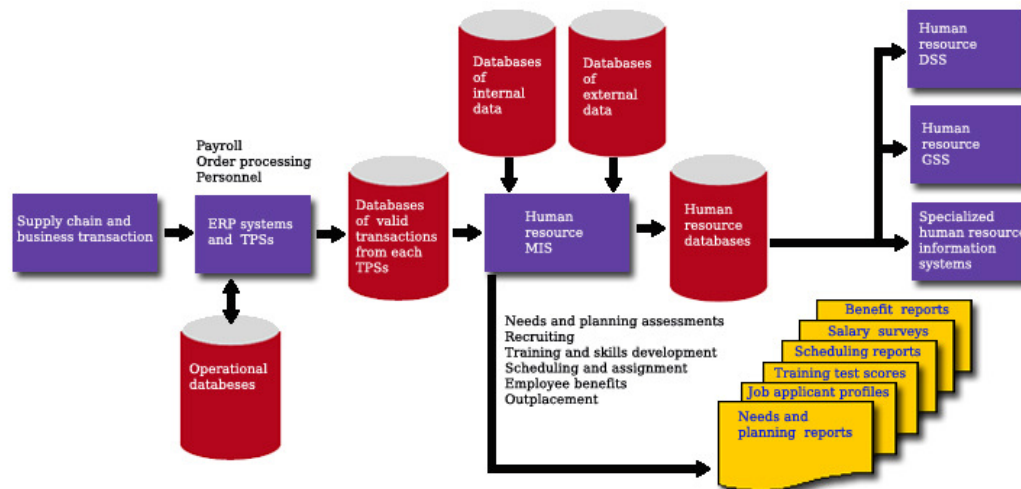 Databases
of
internal
data
Databases
of
external
data
Human
resource
DSS
Payroll
Order processing
Personnel
Human
resource
GSS
Supply chain and
business transaction
ERP systems
and TPSs
Databases
of valid
transactions
from each
TPSs
Human
resource
MIS
Human
resource
databases
Specialized
human resource
information
systems
Operational
databeses
Needs and planning assessments
Recruiting
Training and skills development
Scheduling and assignment
Employee benefits
Outplacement
Benefit reports
Salary surveys
Scheduling reports
Training test scores
Job applicant profiles
Needs and
planning reports